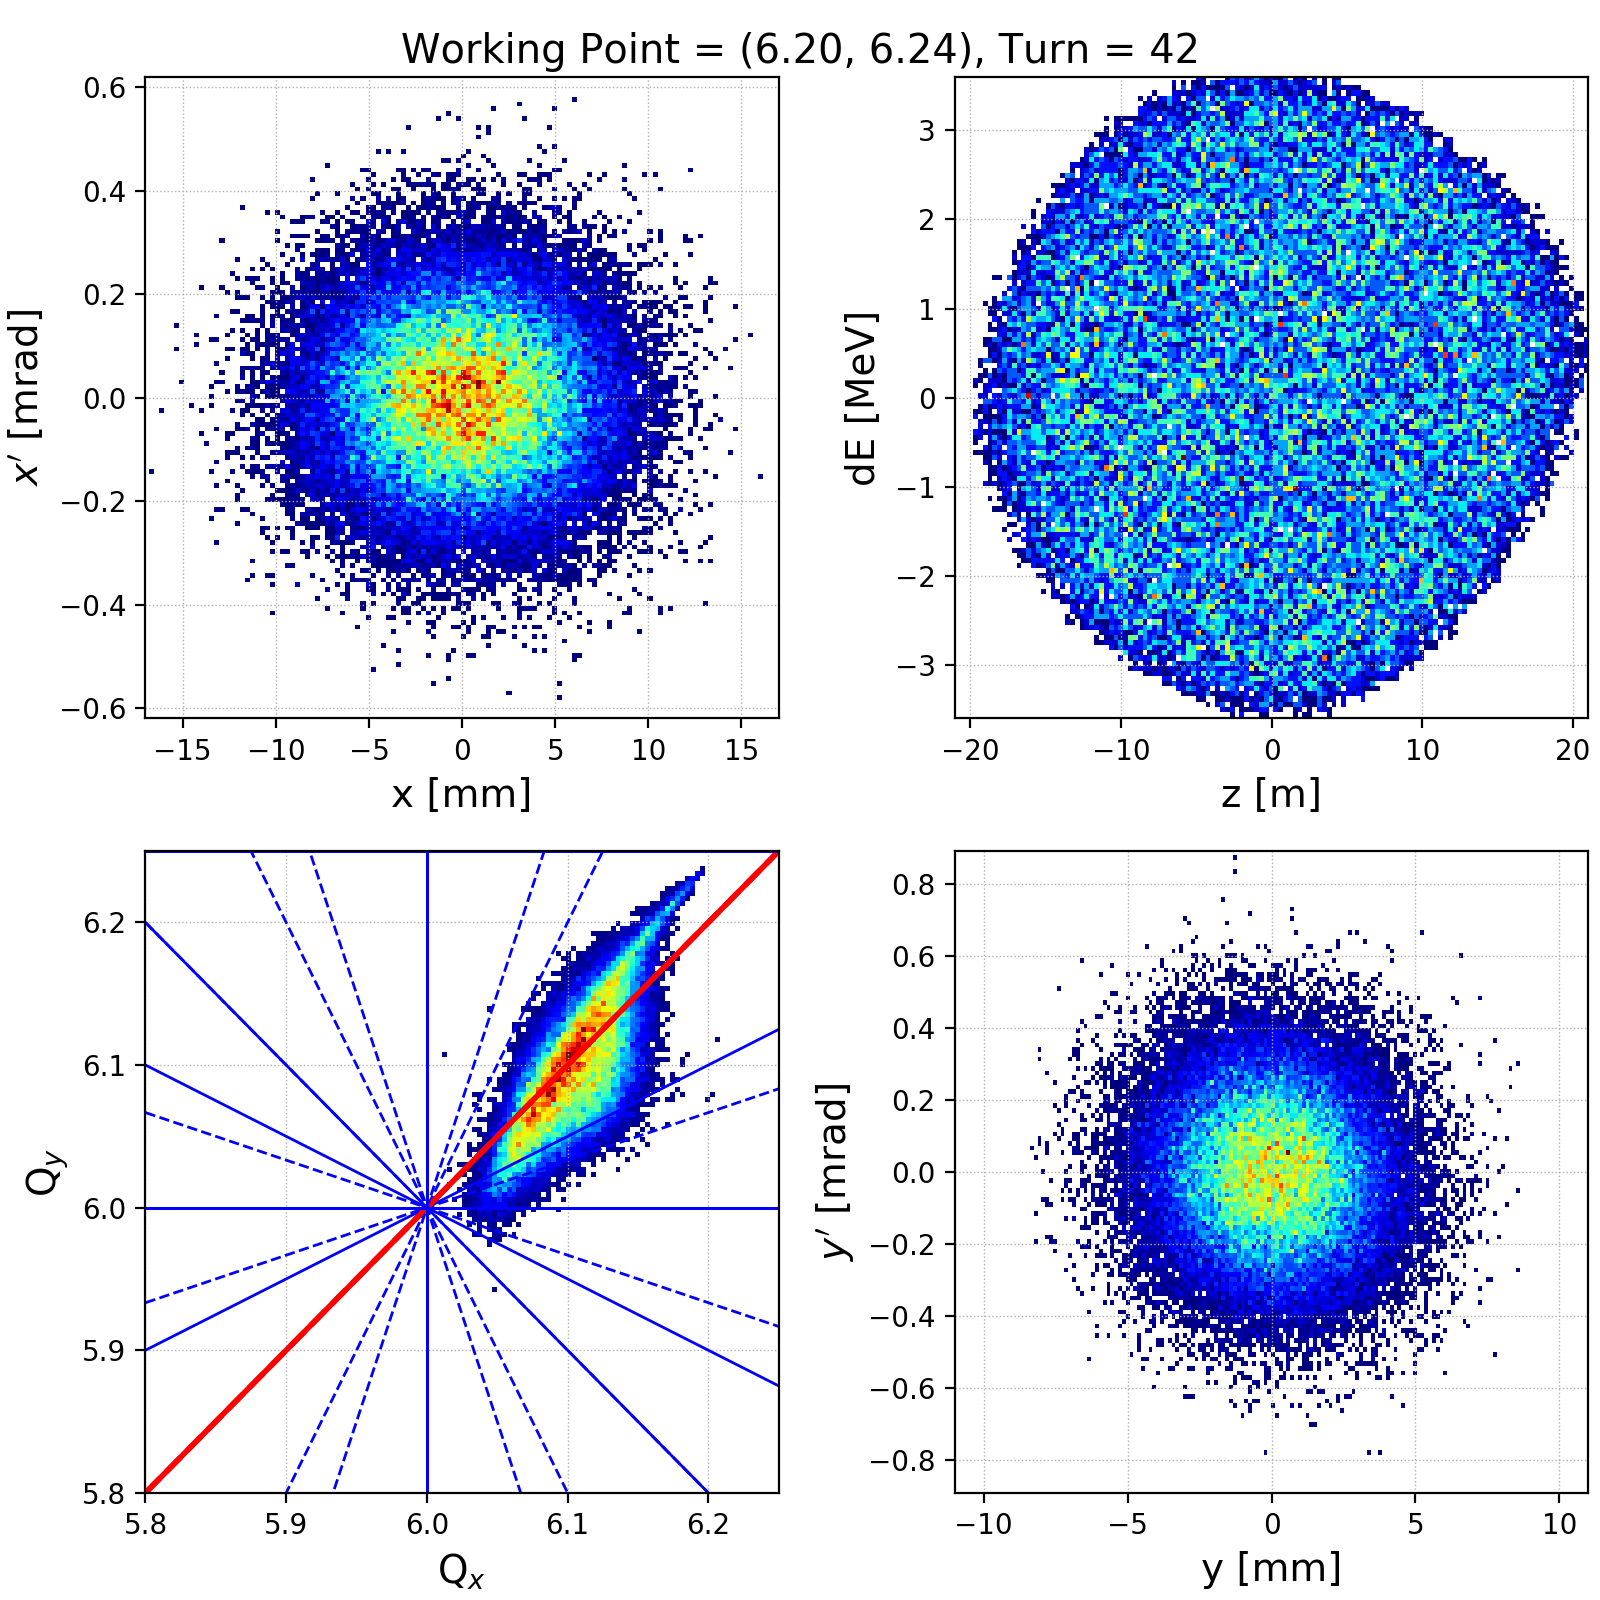 Working Point = (6.20, 6.24), Turn = 42
0.6
0.4
0.2
0.0
−0.2
−0.4
−0.6
x′ [mrad]
−15 −10 −5 0 5 10 15
x [mm]
3
2
1
0
−1
−2
−3
dE [MeV]
−20 −10 0 10 20
z [m]
6.2
6.1
6.0
5.9
5.8
Qy
5.8 5.9 6.0 6.1 6.2
Qx
0.8
0.6
0.4
0.2
0.0
−0.2
−0.4
−0.6
−0.8
y′ [mrad]
−10 −5 0 5 10
y [mm]